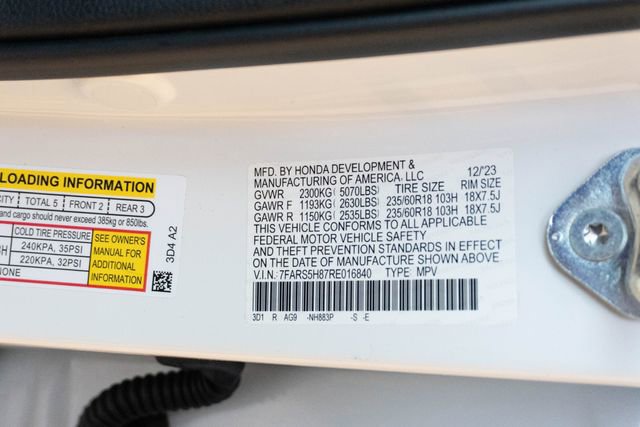 LOADING INFORMATION
CITY TOTAL 5 FRONT 2 REAR 3
and cargo should never exceed 385kg or 850lbs.
COLD TIRE PRESSURE
240KPA, 35PSI
220KPA, 32PSI
NONE
SEE OWNER'S
MANUAL FOR
ADDITIONAL
INFORMATION
3D4 A2
MFD. BY HONDA DEVELOPMENT &
MANUFACTURING OF AMERICA, LLC 12/'23
GVWR 2300KG( 5070LBS) TIRE SIZE RIM SIZE
GAWR F 1193KG( 2630LBS) 235/60R18 103H 18X7.5J
GAWR R 1150KG( 2535LBS) 235/60R18 103H 18X7.5J
THIS VEHICLE CONFORMS TO ALL APPLICABLE
FEDERAL MOTOR VEHICLE SAFETY
AND THEFT PREVENTION STANDARDS IN EFFECT
ON THE DATE OF MANUFACTURE SHOWN ABOVE.
V.I.N: 7FARS5H87RE016840 TYPE: MPV
3D1 R AG9 -NH883P -S -E